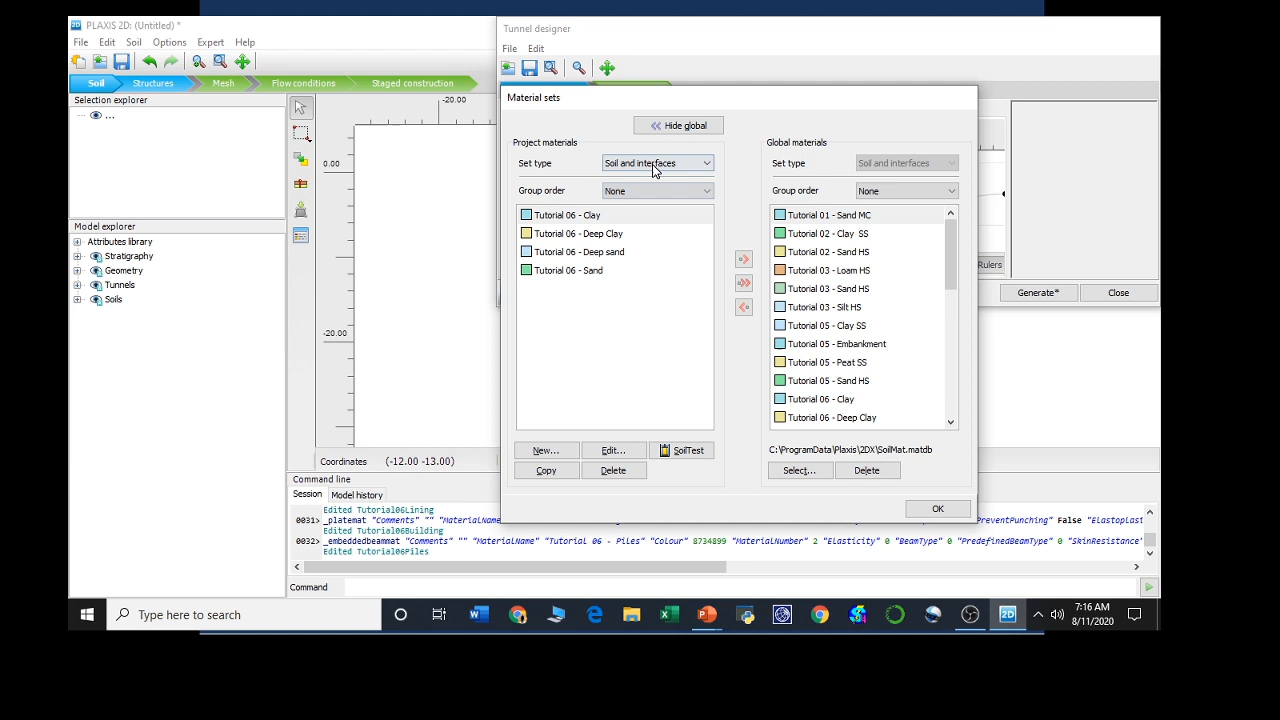 PLAXIS 2D: (Untitled) *
File Edit Soil Options Expert Help
Soil Structures Mesh Flow conditions Staged construction
Selection explorer
...
Model explorer
Attributes library
Stratigraphy
Geometry
Tunnels
Soils
-20.00
0.00
-20.00
Coordinates (-12.00 -13.00)
Tunnel designer
File Edit
Rulers
Generate* Close
Material sets
Hide global
Project materials
Set type Soil and interfaces
Group order None
Tutorial 06 - Clay
Tutorial 06 - Deep Clay
Tutorial 06 - Deep sand
Tutorial 06 - Sand
New... Edit... SoilTest
Copy Delete
Global materials
Set type Soil and interfaces
Group order None
Tutorial 01 - Sand MC
Tutorial 02 - Clay SS
Tutorial 02 - Sand HS
Tutorial 03 - Loam HS
Tutorial 03 - Sand HS
Tutorial 03 - Silt HS
Tutorial 05 - Clay SS
Tutorial 05 - Embankment
Tutorial 05 - Peat SS
Tutorial 05 - Sand HS
Tutorial 06 - Clay
Tutorial 06 - Deep Clay
C:\ProgramData\Plaxis\2DX\SoilMat.matdb
Select... Delete
OK
Command line
Session Model history
Edited Tutorial06Lining
0031> _platemat "Comments" "" "MaterialName" PreventPunching" False "Elastoplast
Edited Tutorial06Building
0032> _embeddedbeammat "Comments" "" "MaterialName" "Tutorial 06 - Piles" "Colour" 8734899 "MaterialNumber" 2 "Elasticity" 0 "BeamType" 0 "PredefinedBeamType" 0 "SkinResistance"
Edited Tutorial06Piles
Command
Type here to search
2D
7:16 AM
8/11/2020